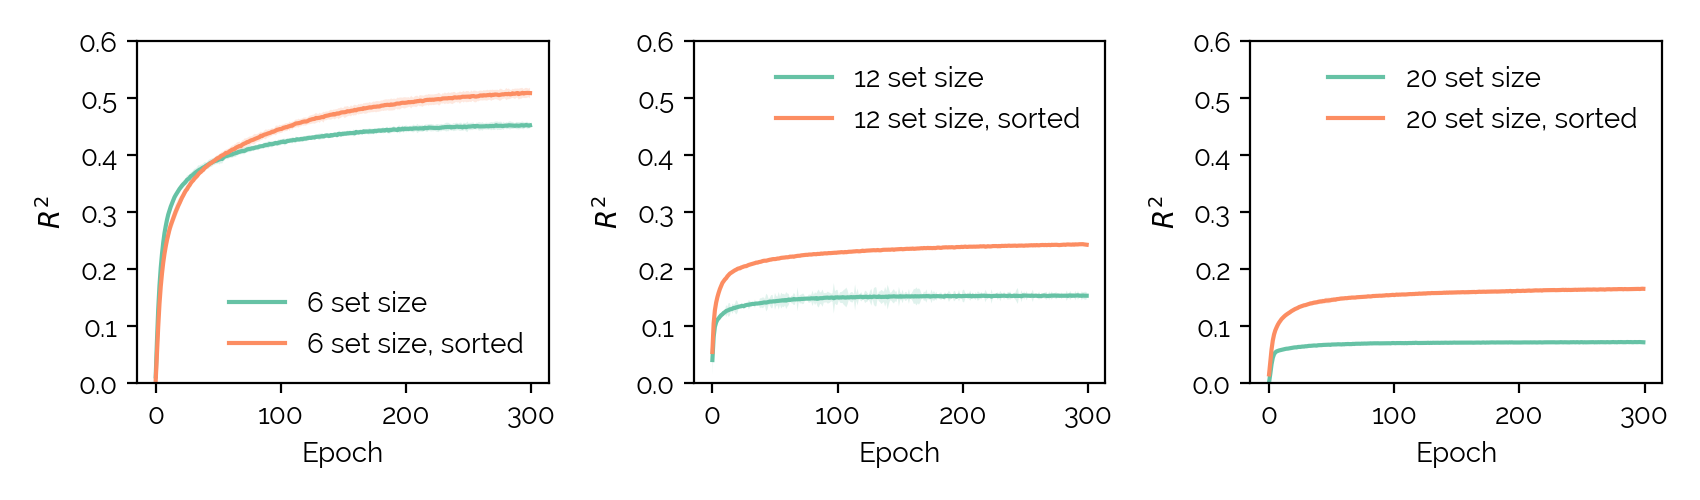 0.6
0.5
0.4
0.3
0.2
0.1
0.0
R²
6 set size
6 set size, sorted
0 100 200 300
Epoch
0.6
0.5
0.4
0.3
0.2
0.1
0.0
R²
12 set size
12 set size, sorted
0 100 200 300
Epoch
0.6
0.5
0.4
0.3
0.2
0.1
0.0
R²
20 set size
20 set size, sorted
0 100 200 300
Epoch